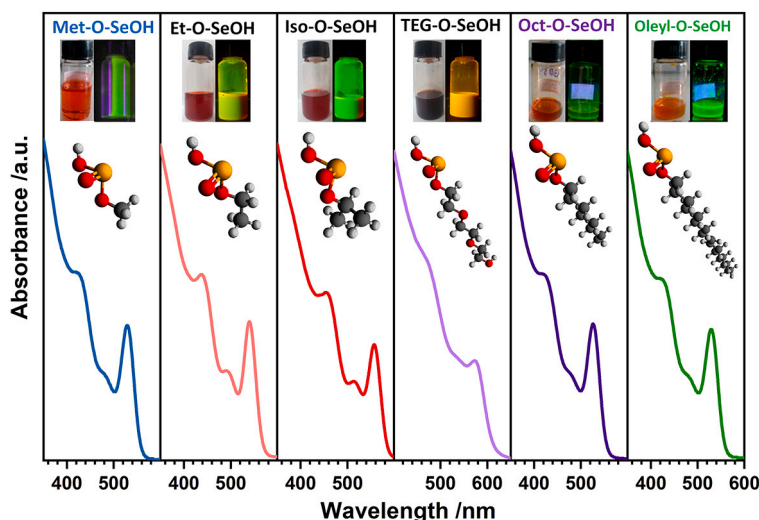 Met-O-SeOH Et-O-SeOH Iso-O-SeOH TEG-O-SeOH Oct-O-SeOH Oleyl-O-SeOH
Absorbance /a.u.
400 500 400 500 400 500 500 600 400 500 400 500 600
Wavelength /nm